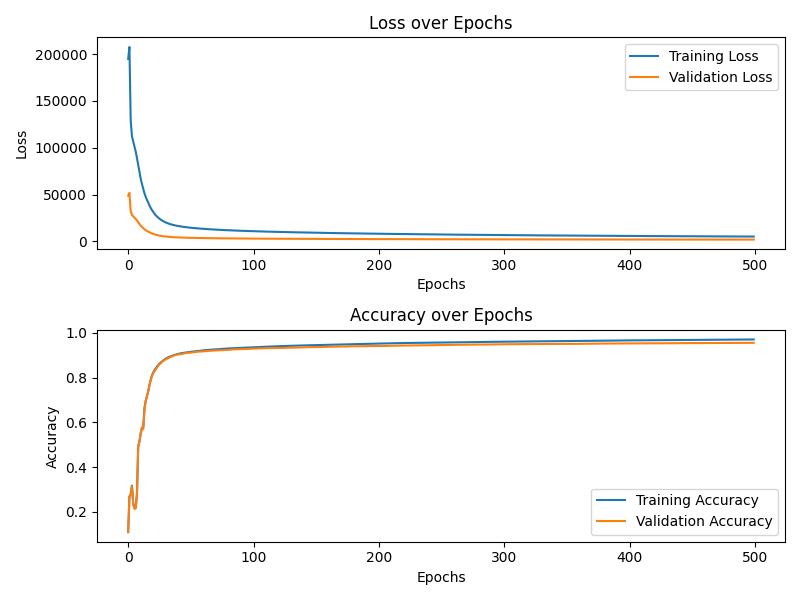 Loss over Epochs
200000
150000
100000
50000
0
Loss
Training Loss
Validation Loss
0 100 200 300 400 500
Epochs
Accuracy over Epochs
1.0
0.8
0.6
0.4
0.2
Accuracy
Training Accuracy
Validation Accuracy
0 100 200 300 400 500
Epochs